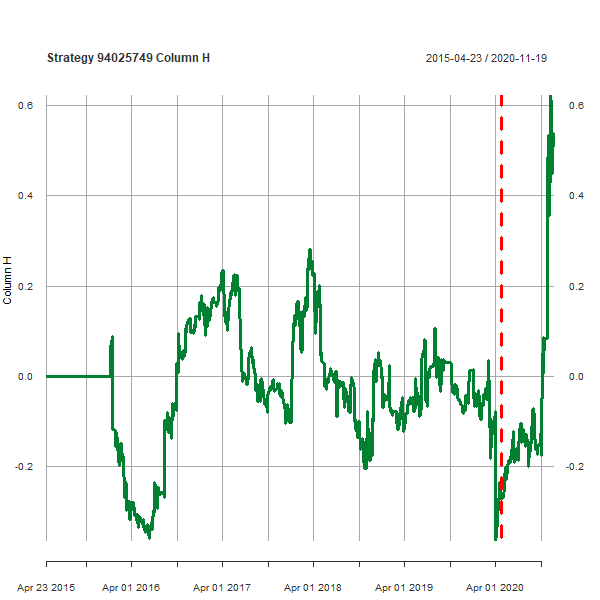 Strategy 94025749 Column H
2015-04-23 / 2020-11-19
0.6 0.6
0.4 0.4
0.2 0.2
0.0 0.0
-0.2 -0.2
Column H
Apr 23 2015 Apr 01 2016 Apr 01 2017 Apr 01 2018 Apr 01 2019 Apr 01 2020